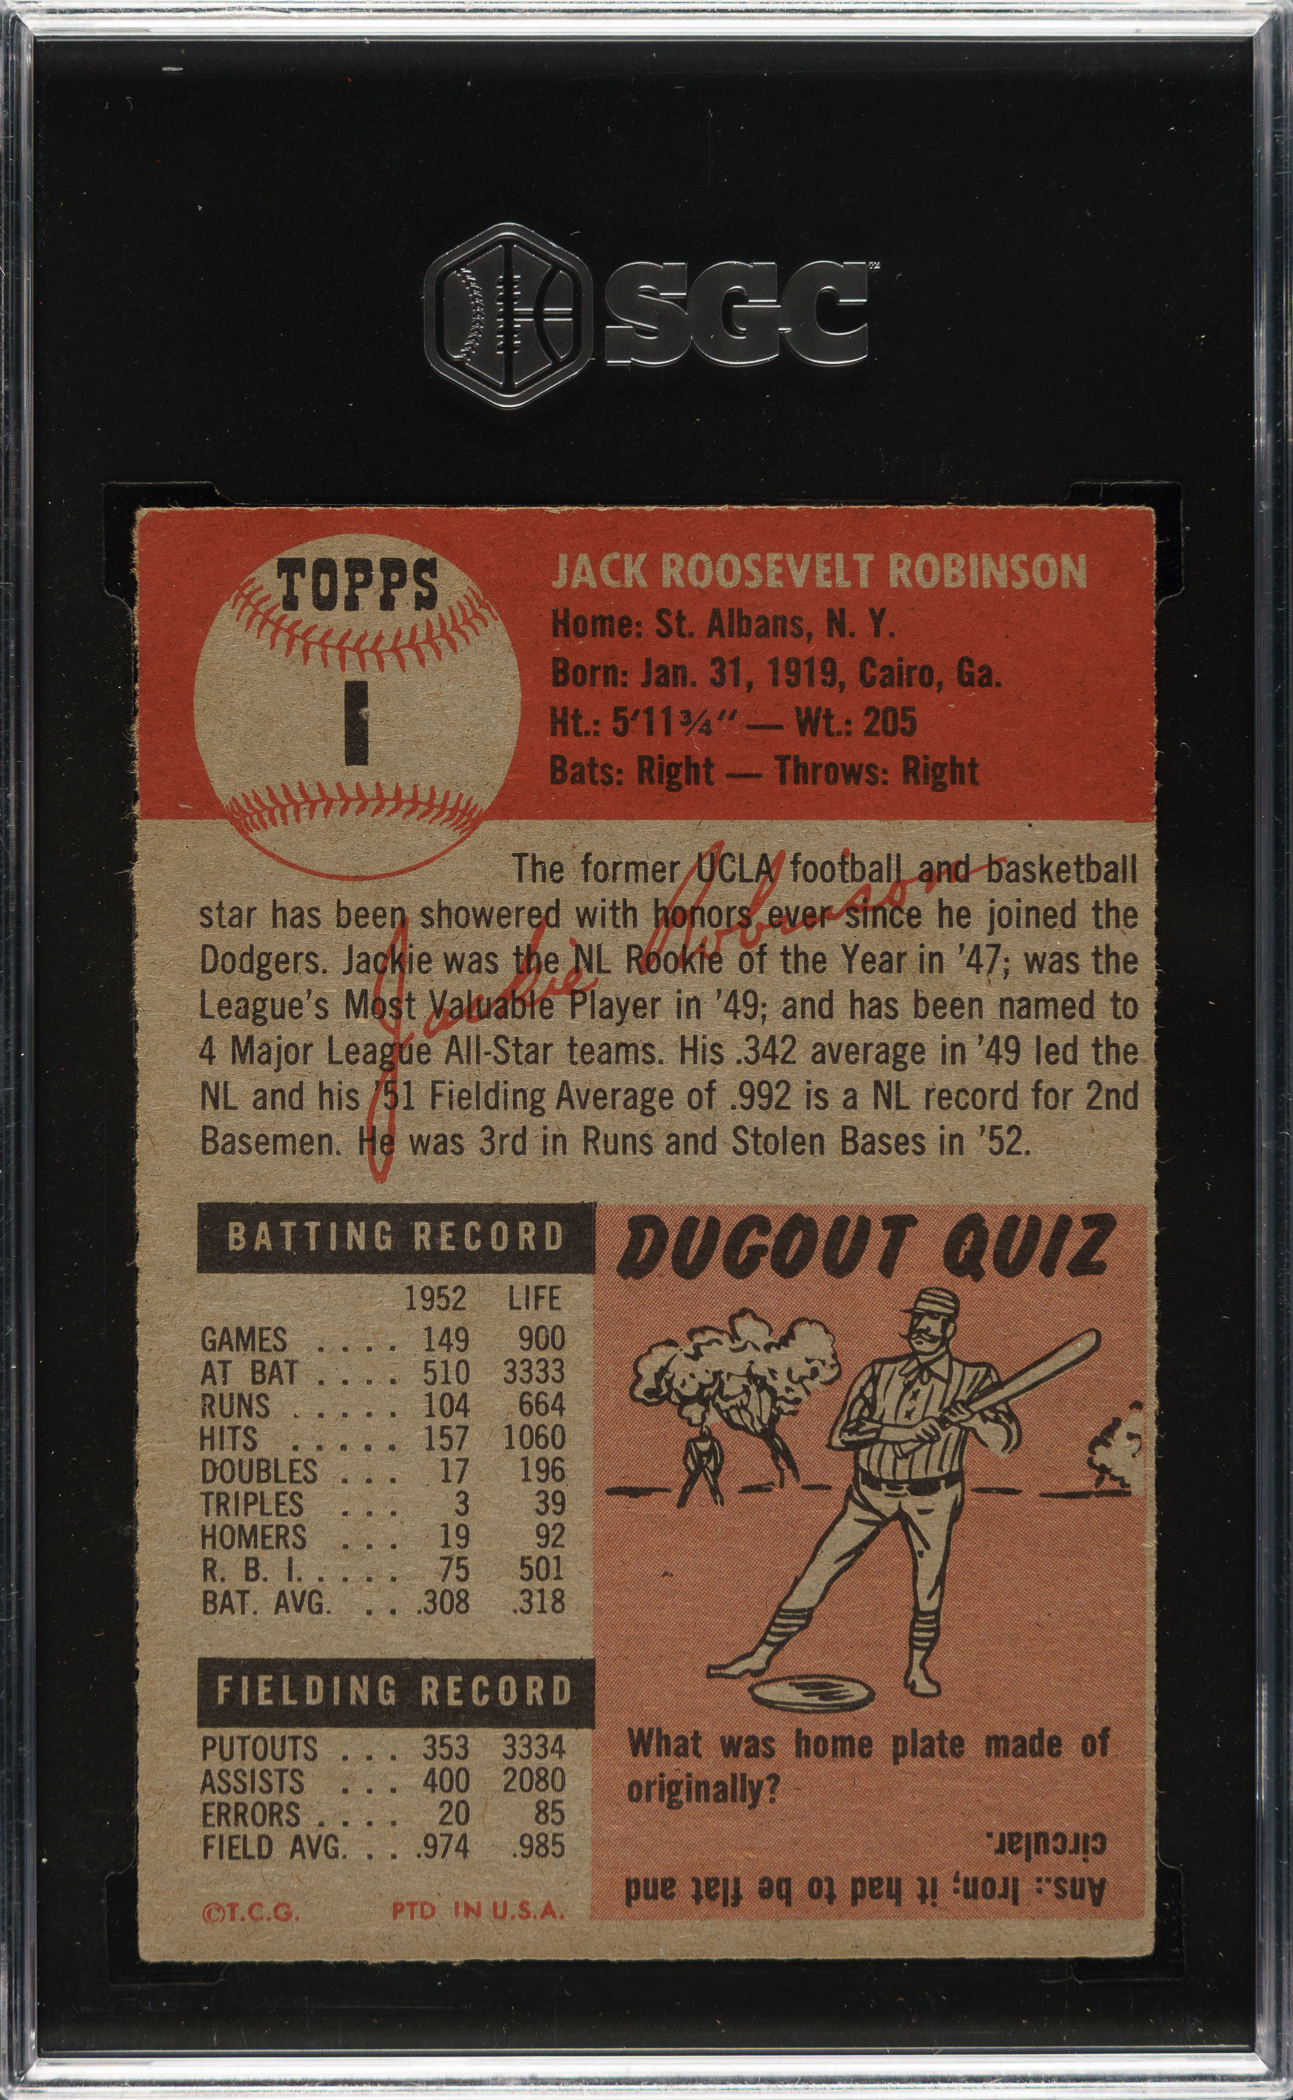 SGC™
TOPPS
1
JACK ROOSEVELT ROBINSON
Home: St. Albans, N. Y.
Born: Jan. 31, 1919, Cairo, Ga.
Ht.: 5'11¾" — Wt.: 205
Bats: Right — Throws: Right
The former UCLA football and basketball
star has been showered with honors ever since he joined the
Dodgers. Jackie was the NL Rookie of the Year in '47; was the
League's Most Valuable Player in '49; and has been named to
4 Major League All-Star teams. His .342 average in '49 led the
NL and his '51 Fielding Average of .992 is a NL record for 2nd
Basemen. He was 3rd in Runs and Stolen Bases in '52.
Jackie Robinson
BATTING RECORD
1952 LIFE
GAMES .... 149 900
AT BAT .... 510 3333
RUNS ..... 104 664
HITS ..... 157 1060
DOUBLES ... 17 196
TRIPLES ... 3 39
HOMERS ... 19 92
R. B. I. .... 75 501
BAT. AVG. .. .308 .318
FIELDING RECORD
PUTOUTS ... 353 3334
ASSISTS ... 400 2080
ERRORS .... 20 85
FIELD AVG. .. .974 .985
©T.C.G. PTD IN U.S.A.
DUGOUT QUIZ
What was home plate made of
originally?
Ans.: Iron; it had to be flat and
circular.